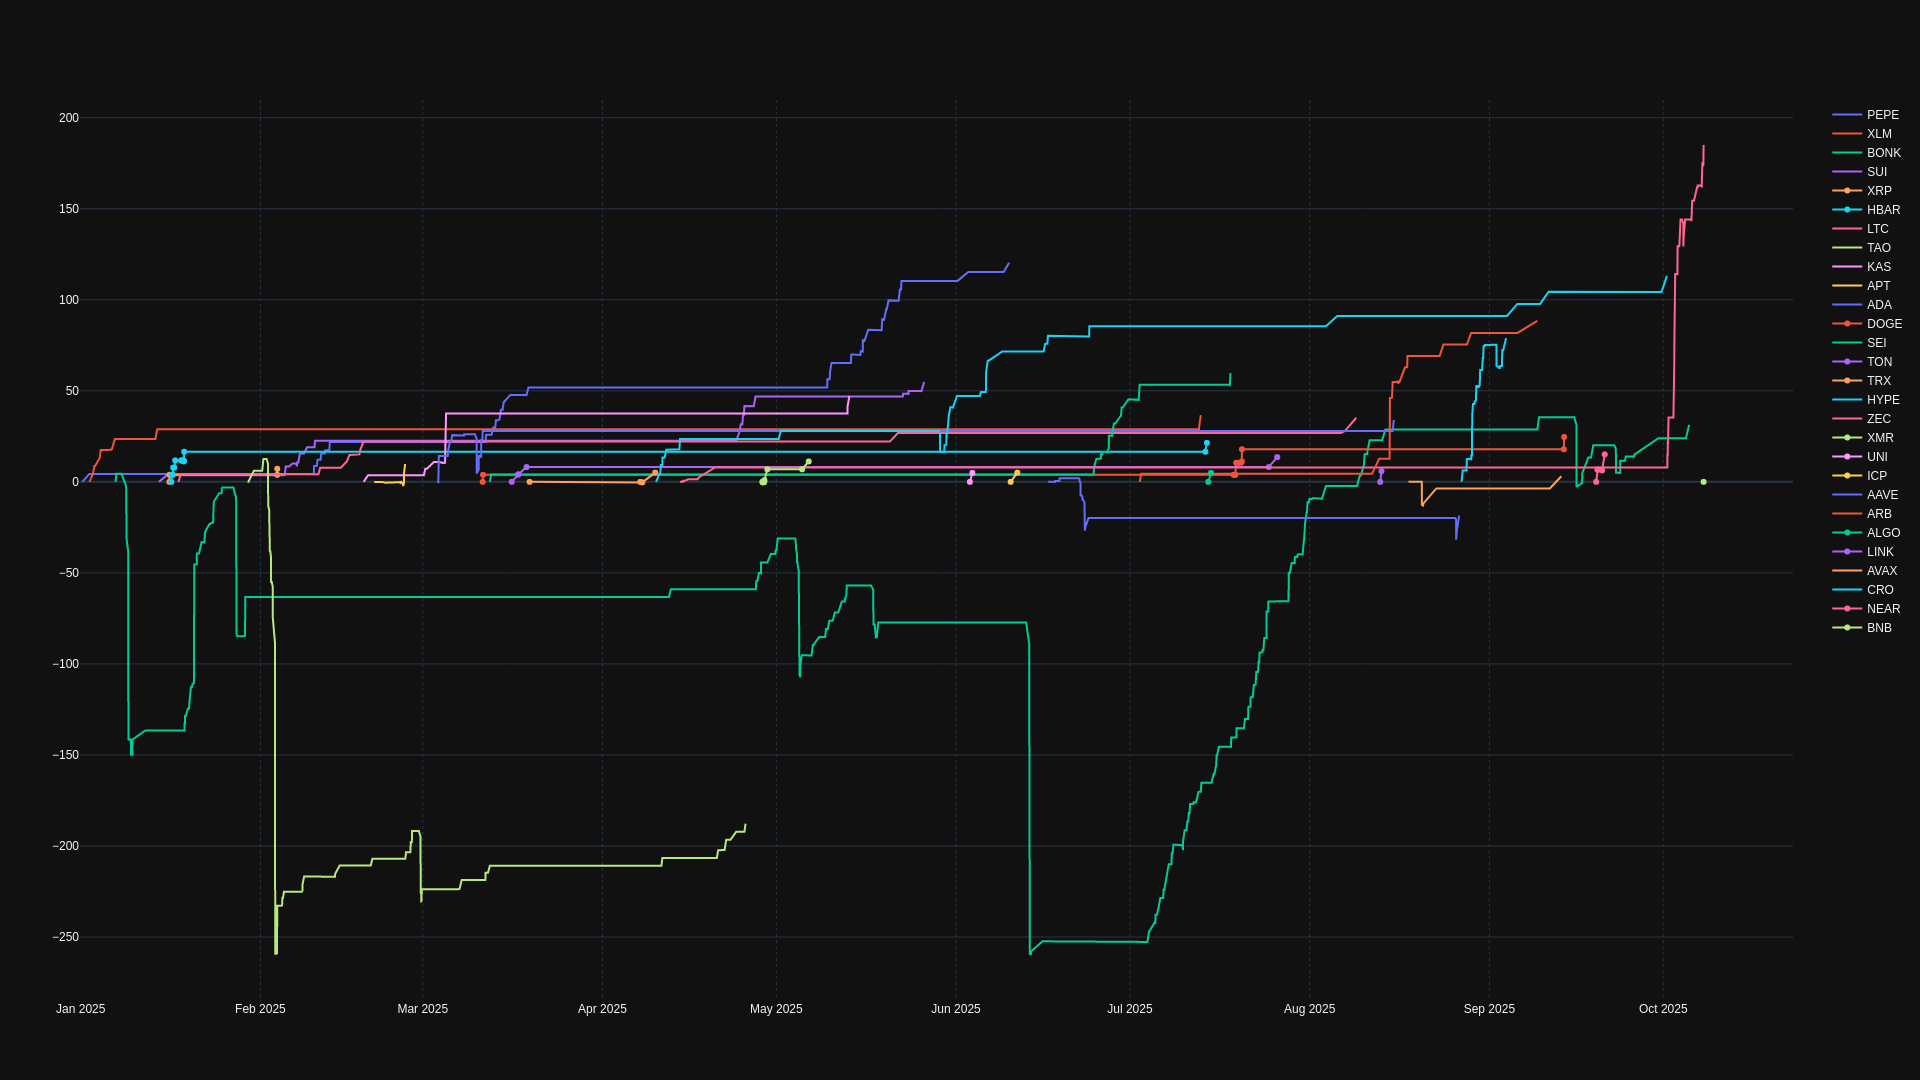 200
150
100
50
0
−50
−100
−150
−200
−250
Jan 2025
Feb 2025
Mar 2025
Apr 2025
May 2025
Jun 2025
Jul 2025
Aug 2025
Sep 2025
Oct 2025
PEPE
XLM
BONK
SUI
XRP
HBAR
LTC
TAO
KAS
APT
ADA
DOGE
SEI
TON
TRX
HYPE
ZEC
XMR
UNI
ICP
AAVE
ARB
ALGO
LINK
AVAX
CRO
NEAR
BNB